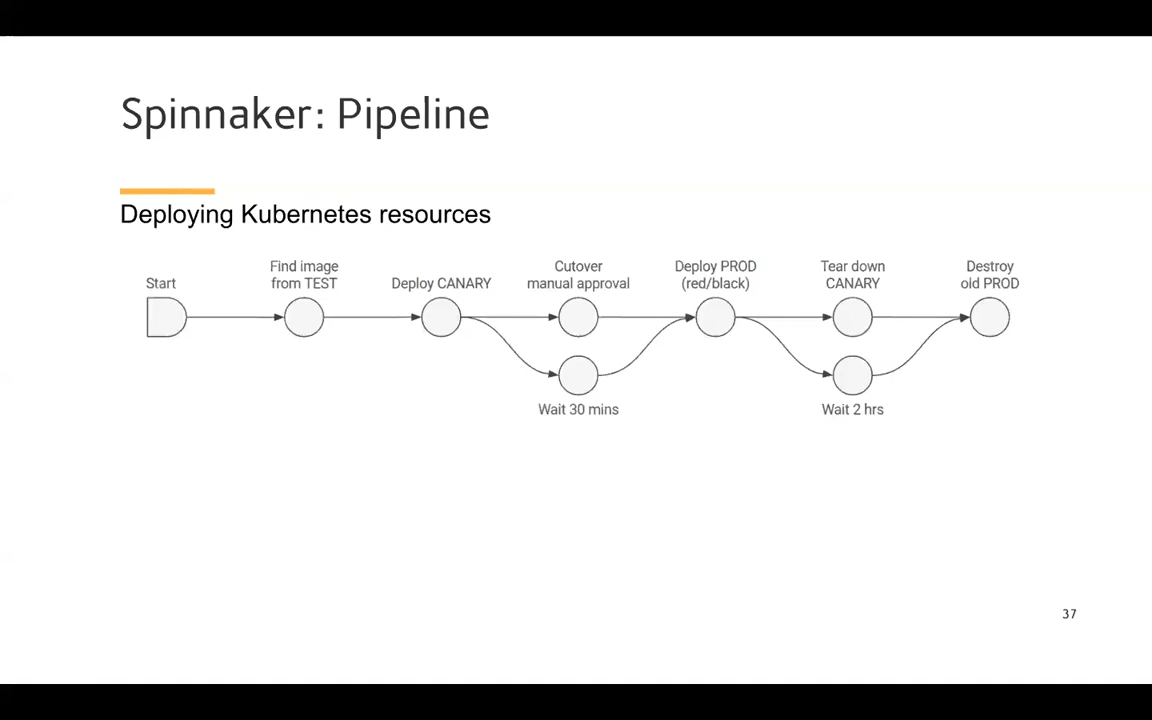 Spinnaker: Pipeline
Deploying Kubernetes resources
Start
Find image
from TEST
Deploy CANARY
Cutover
manual approval
Wait 30 mins
Deploy PROD
(red/black)
Tear down
CANARY
Wait 2 hrs
Destroy
old PROD
37